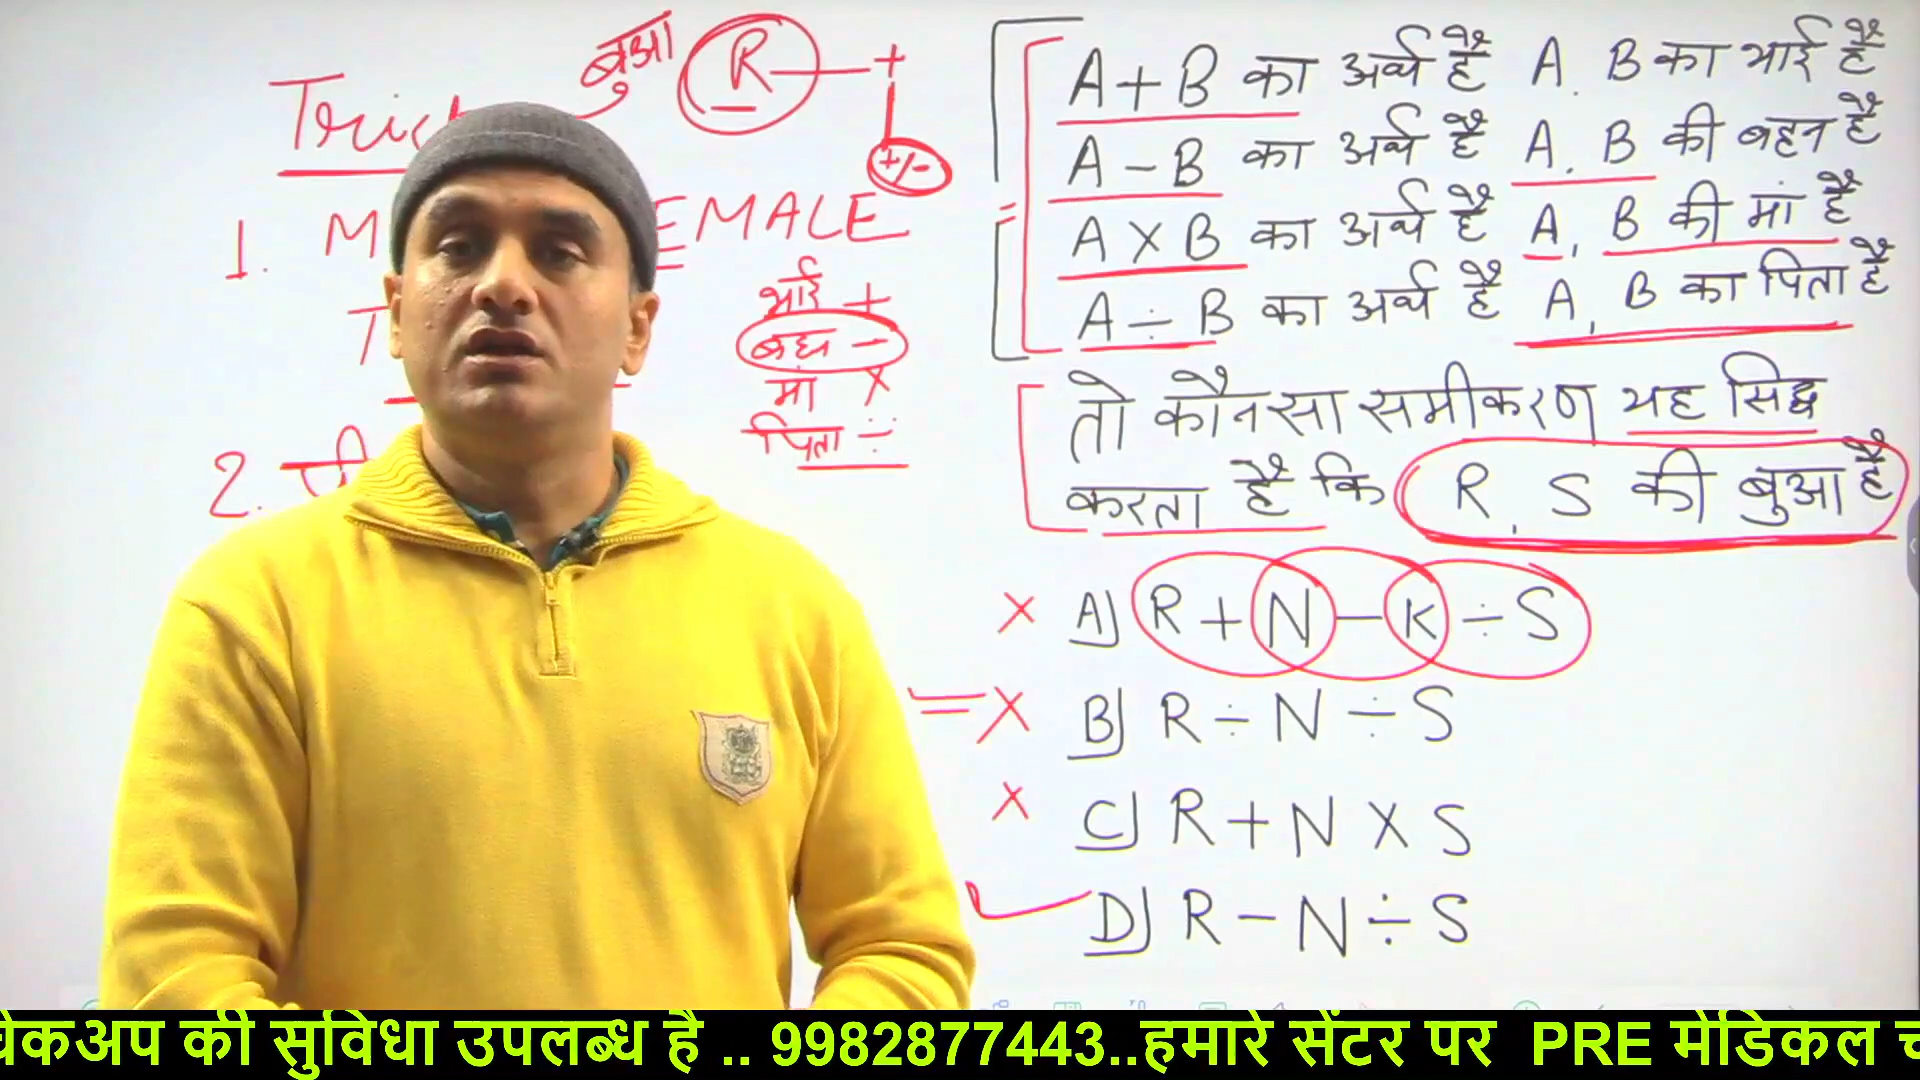 बुआ R +
+/-
1. M EMALE
भाई +
बहन -
मां X
पिता ÷
2.
A + B का अर्थ है A, B का भाई है
A - B का अर्थ है A, B की बहन है
A X B का अर्थ है A, B की मां है
A ÷ B का अर्थ है A, B का पिता है
तो कौनसा समीकरण यह सिद्ध
करता है कि R, S की बुआ है
X A) R + N - K ÷ S
= X B) R ÷ N ÷ S
X C) R + N X S
D) R - N ÷ S
चेकअप की सुविधा उपलब्ध है .. 9982877443..हमारे सेंटर पर PRE मेडिकल